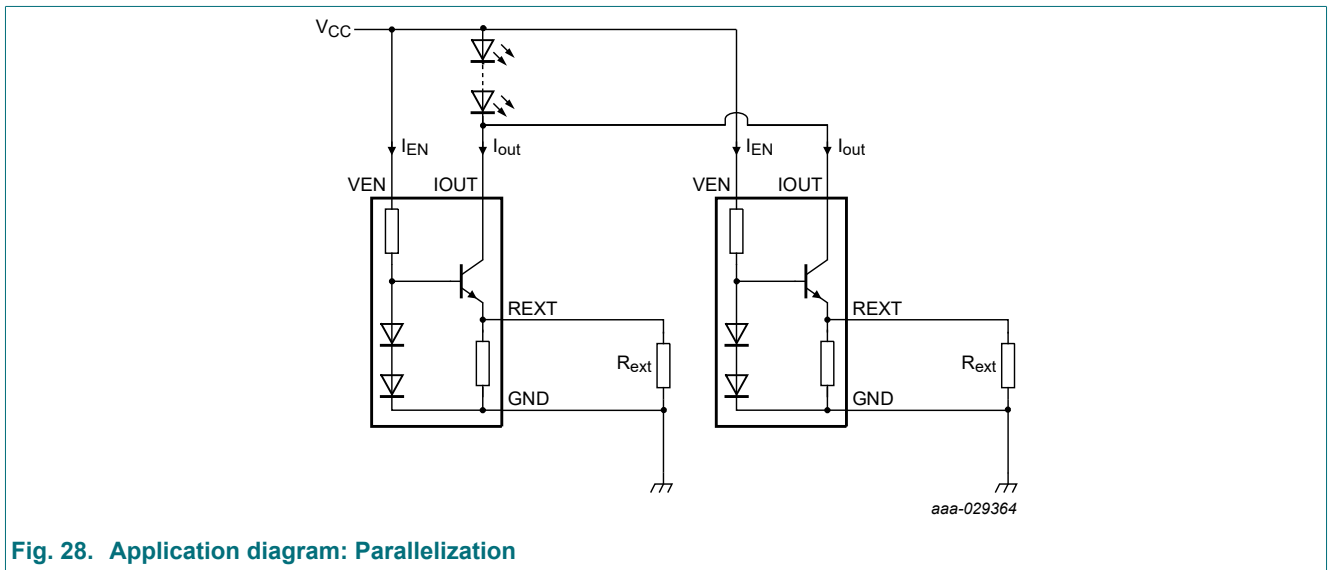 VCC
IEN Iout IEN Iout
VEN IOUT VEN IOUT
REXT REXT
Rext Rext
GND GND
aaa-029364
Fig. 28. Application diagram: Parallelization